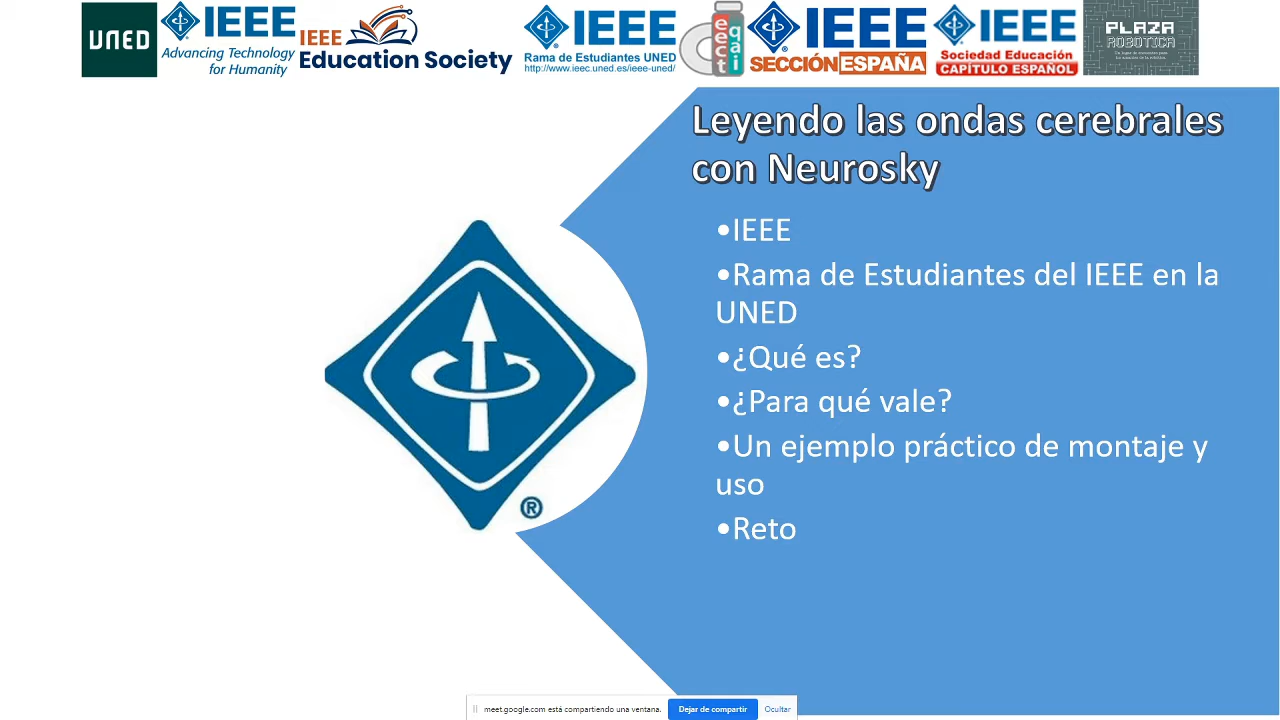 UNED
IEEE
Advancing Technology
for Humanity
IEEE
Education Society
IEEE
Rama de Estudiantes UNED
http://www.ieec.uned.es/ieee-uned/
IEEE
SECCIÓN ESPAÑA
IEEE
Sociedad Educación
CAPÍTULO ESPAÑOL
PLAZA
ROBOTICA
Leyendo las ondas cerebrales
con Neurosky
•IEEE
•Rama de Estudiantes del IEEE en la
UNED
•¿Qué es?
•¿Para qué vale?
•Un ejemplo práctico de montaje y
uso
•Reto
®
meet.google.com está compartiendo una ventana. Dejar de compartir Ocultar